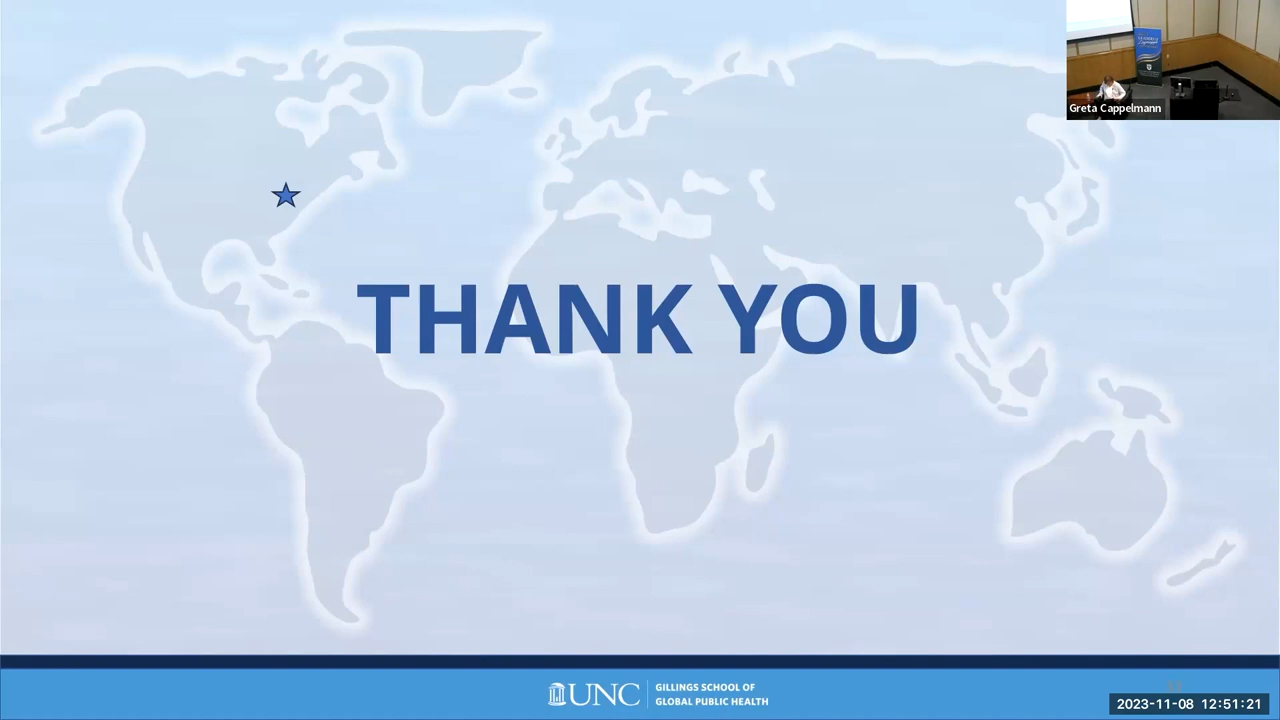 Greta Cappelmann
THANK YOU
UNC
GILLINGS SCHOOL OF
GLOBAL PUBLIC HEALTH
2023-11-08 12:51:21